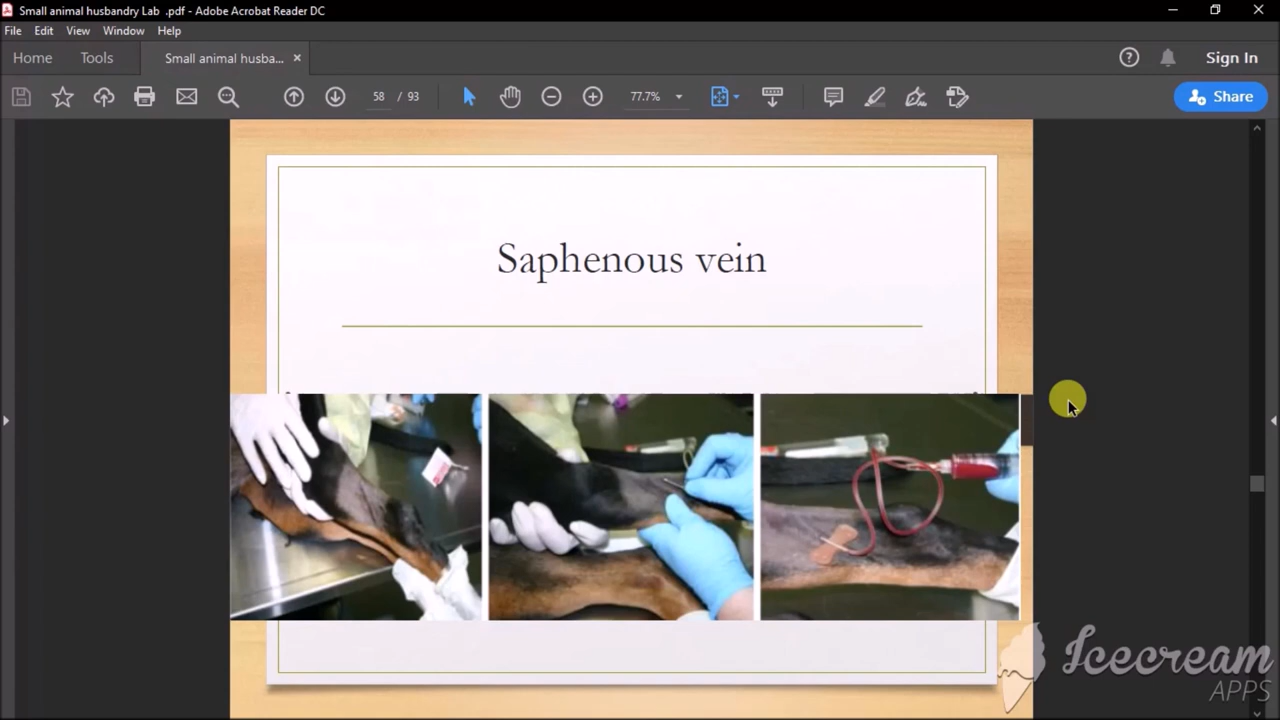 Small animal husbandry Lab .pdf - Adobe Acrobat Reader DC
File Edit View Window Help
Home Tools Small animal husba... Sign In
58 / 93 77.7% Share
Saphenous vein
Icecream
APPS